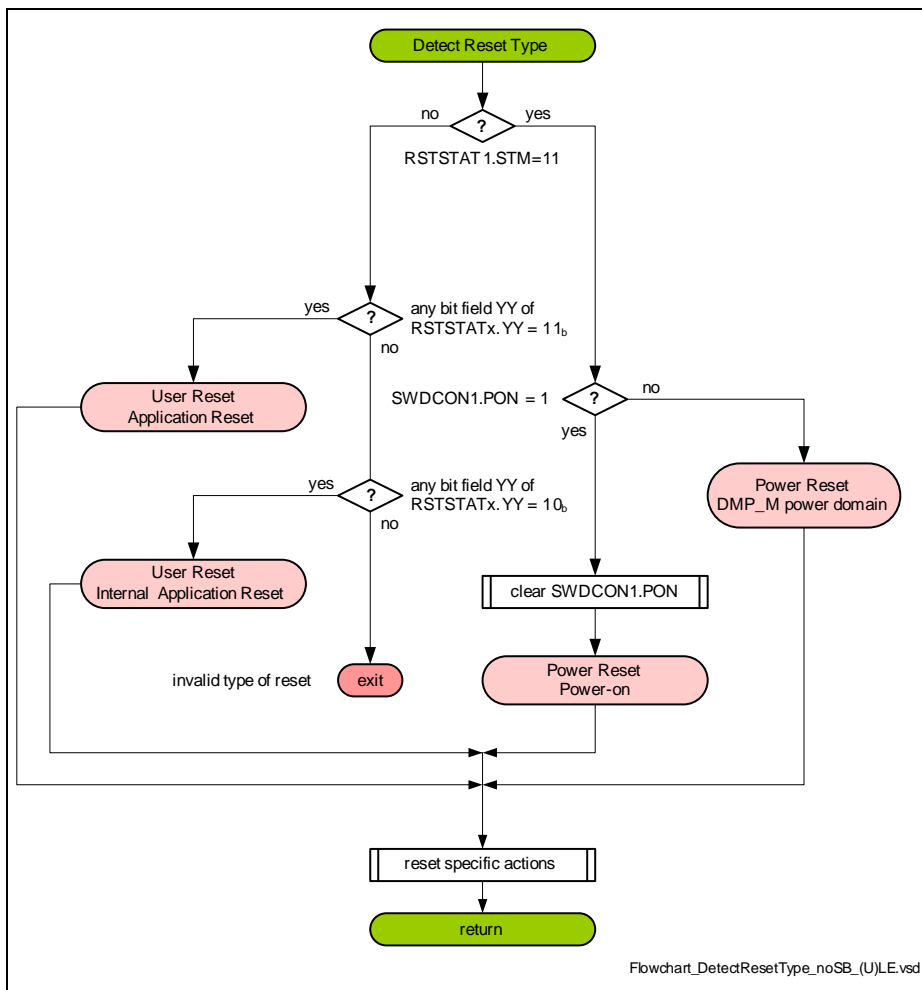 Detect Reset Type
no
?
yes
RSTSTAT1.STM=11
yes
?
any bit field YY of
RSTSTATx.YY = 11b
no
User Reset
Application Reset
SWDCON1.PON = 1
?
no
yes
yes
?
any bit field YY of
RSTSTATx.YY = 10b
no
Power Reset
DMP_M power domain
User Reset
Internal Application Reset
clear SWDCON1.PON
invalid type of reset
exit
Power Reset
Power-on
reset specific actions
return
Flowchart_DetectResetType_noSB_(U)LE.vsd